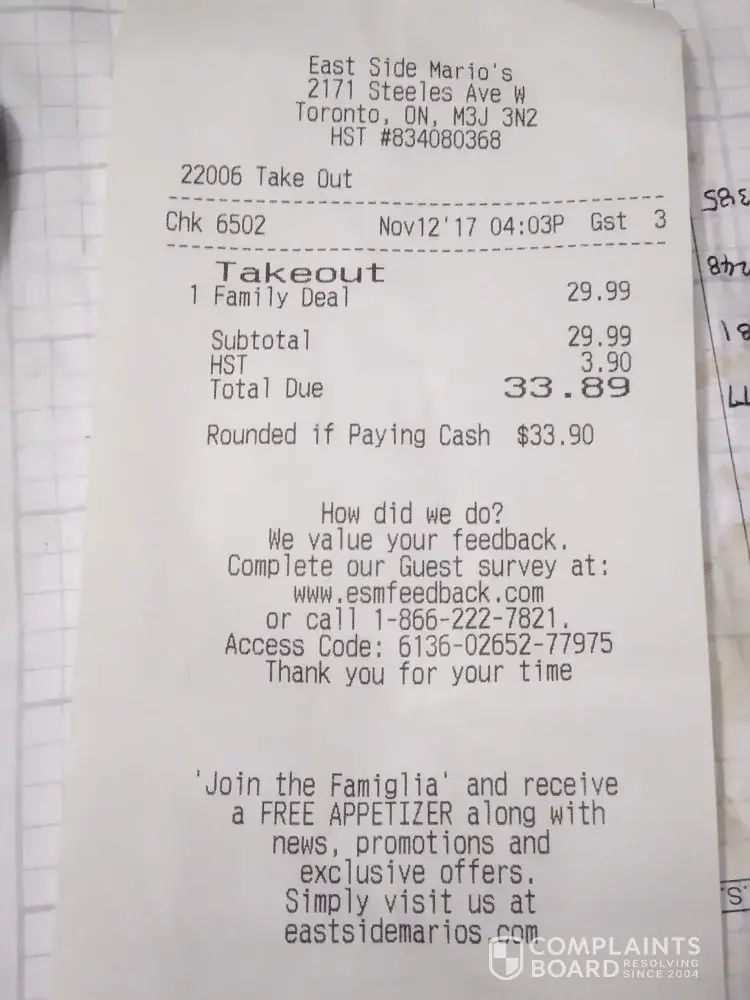 East Side Mario's
2171 Steeles Ave W
Toronto, ON, M3J 3N2
HST #834080368
22006 Take Out
Chk 6502 Nov12'17 04:03P Gst 3
Takeout
1 Family Deal 29.99
Subtotal 29.99
HST 3.90
Total Due 33.89
Rounded if Paying Cash $33.90
How did we do?
We value your feedback.
Complete our Guest survey at:
www.esmfeedback.com
or call 1-866-222-7821.
Access Code: 6136-02652-77975
Thank you for your time
'Join the Famiglia' and receive
a FREE APPETIZER along with
news, promotions and
exclusive offers.
Simply visit us at
eastsidemarios.com
COMPLAINTS
BOARD RESOLVING
SINCE 2004